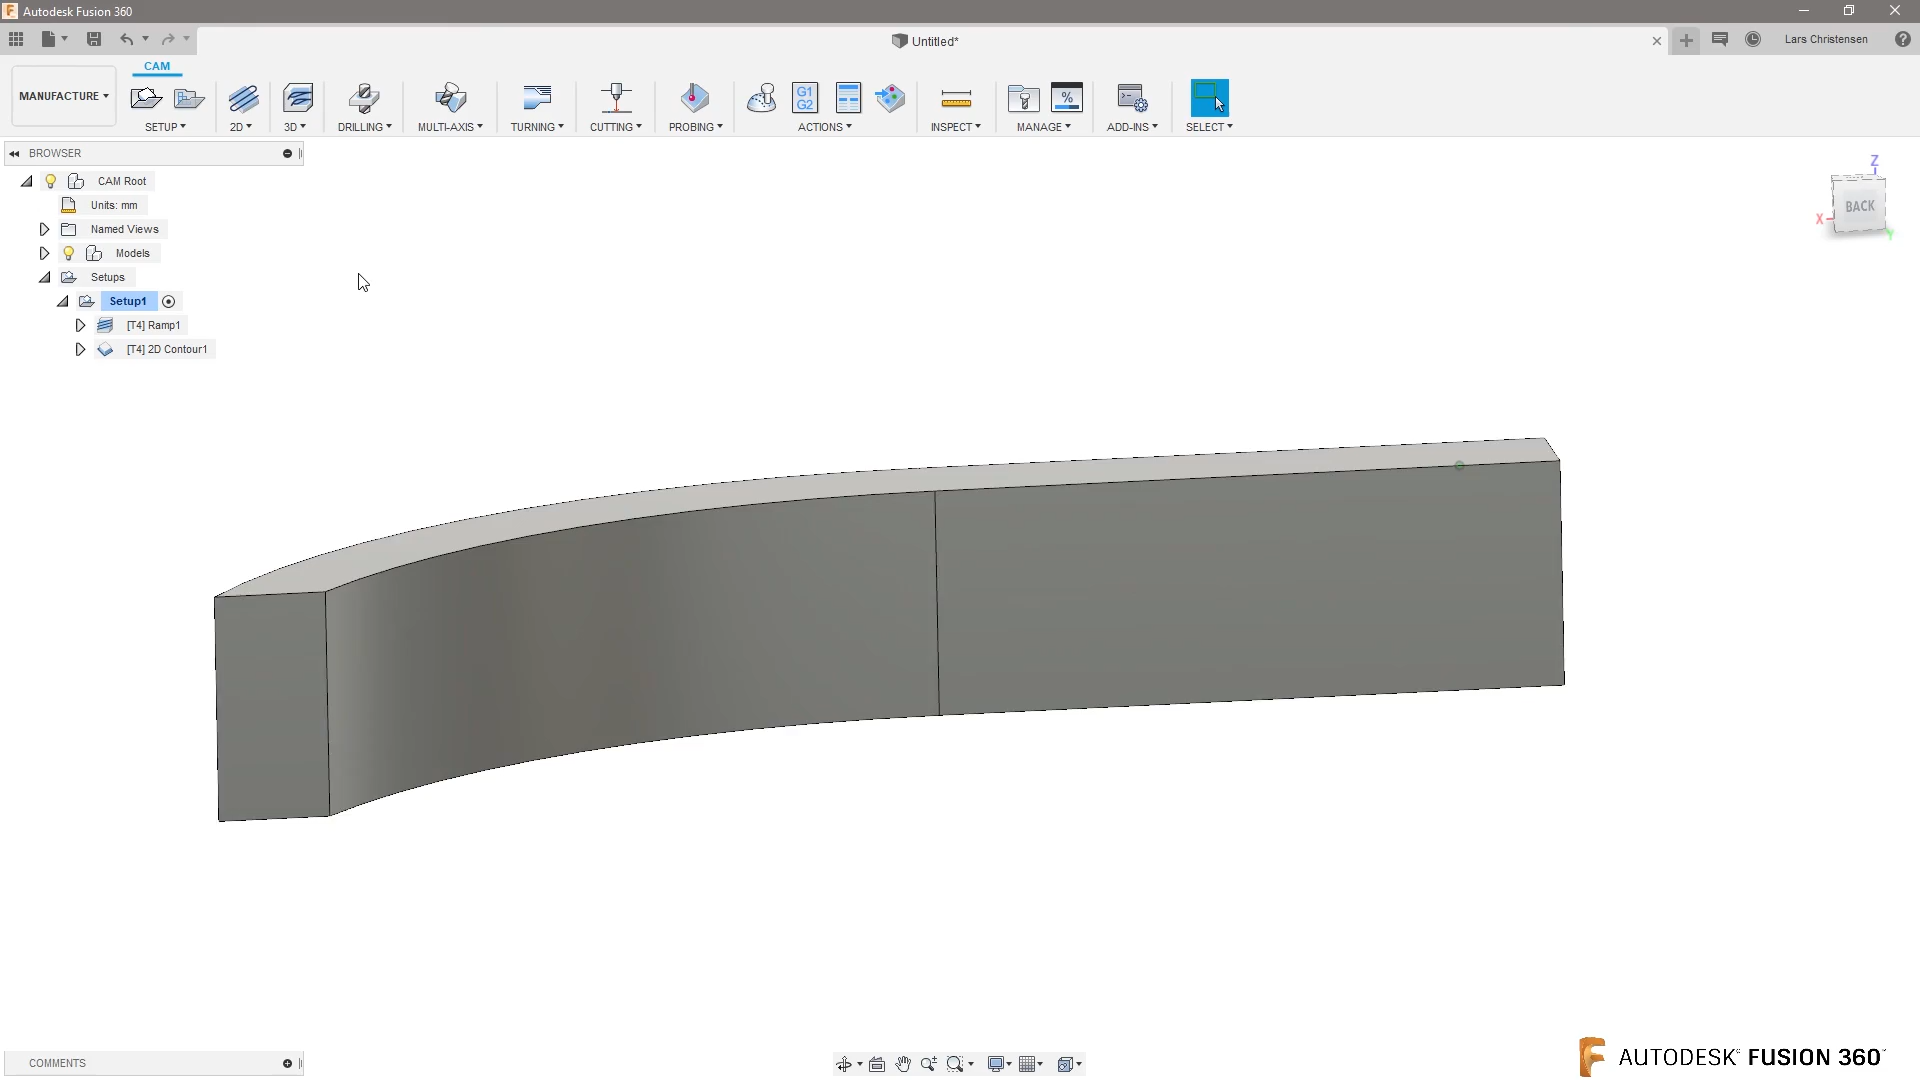 Autodesk Fusion 360
Untitled*
Lars Christensen
CAM
MANUFACTURE
G1
G2
%
SETUP
2D
3D
DRILLING
MULTI-AXIS
TURNING
CUTTING
PROBING
ACTIONS
INSPECT
MANAGE
ADD-INS
SELECT
BROWSER
CAM Root
Units: mm
Named Views
Models
Setups
Setup1
[T4] Ramp1
[T4] 2D Contour1
Z
BACK
X
Y
COMMENTS
AUTODESK® FUSION 360™